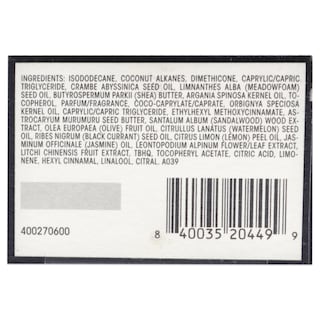 INGREDIENTS: ISODODECANE, COCONUT ALKANES, DIMETHICONE, CAPRYLIC/CAPRIC
TRIGLYCERIDE, CRAMBE ABYSSINICA SEED OIL, LIMNANTHES ALBA (MEADOWFOAM)
SEED OIL, BUTYROSPERMUM PARKII (SHEA) BUTTER, ARGANIA SPINOSA KERNEL OIL, TO-
COPHEROL, PARFUM/FRAGRANCE, COCO-CAPRYLATE/CAPRATE, ORBIGNYA SPECIOSA
KERNEL OIL, ETHYLHEXYL METHOXYCINNAMATE, AS-
TROCARYUM MURUMURU SEED BUTTER, SANTALUM ALBUM (SANDALWOOD) WOOD EX-
TRACT, OLEA EUROPAEA (OLIVE) FRUIT OIL, CITRULLUS LANATUS (WATERMELON) SEED
OIL, RIBES NIGRUM (BLACK CURRANT) SEED OIL, CITRUS LIMON (LEMON) PEEL OIL, JAS-
MINUM OFFICINALE (JASMINE) OIL, LEONTOPODIUM ALPINUM FLOWER/LEAF EXTRACT,
LITCHI CHINENSIS FRUIT EXTRACT, TBHQ, TOCOPHERYL ACETATE, CITRIC ACID, LIMO-
NENE, HEXYL CINNAMAL, LINALOOL, CITRAL. A039
400270600
8 40035 20449 9